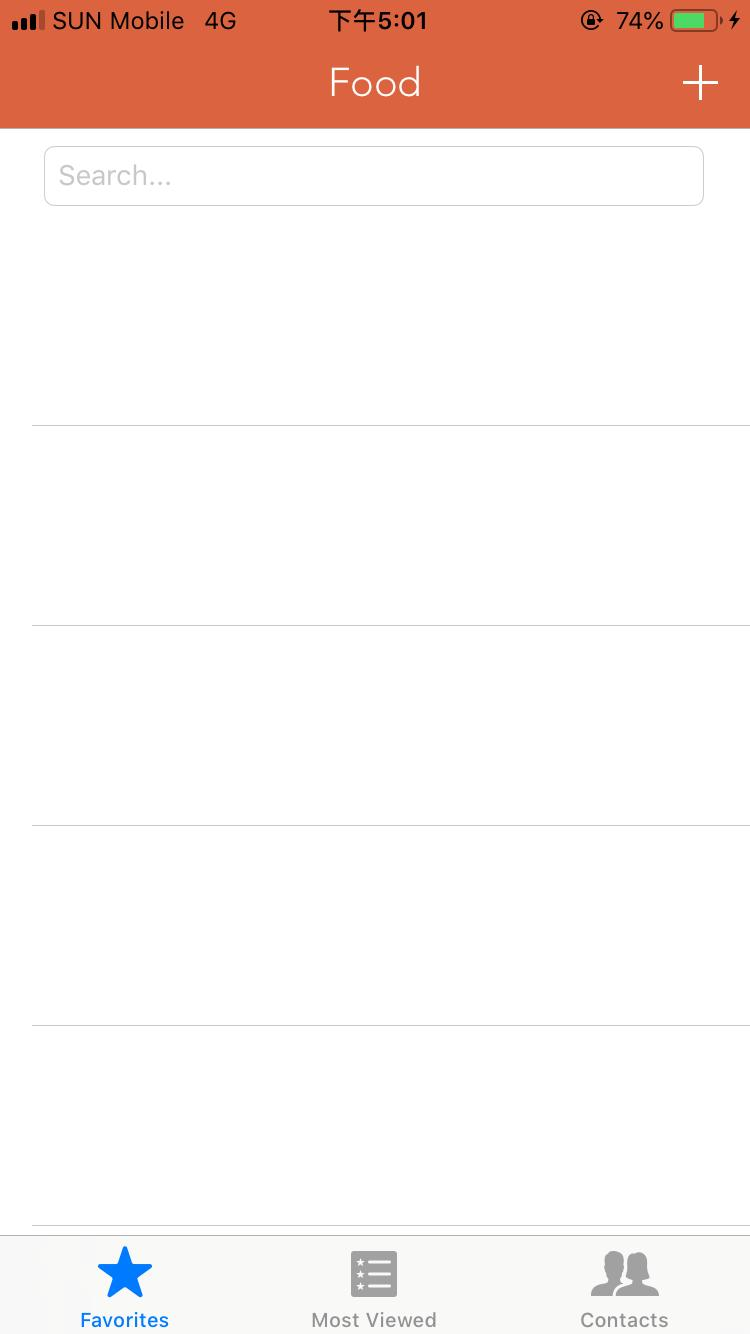 SUN Mobile 4G 下午5:01 74%
Food
Search...
Favorites Most Viewed Contacts